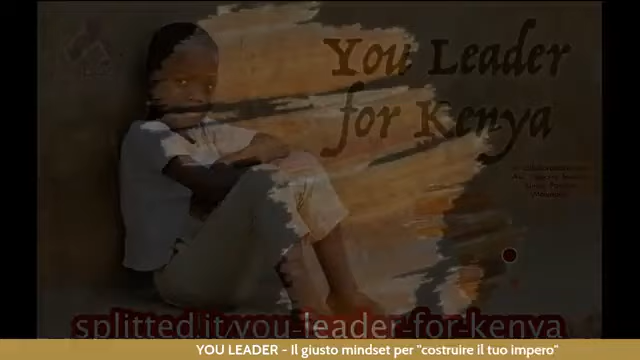 You Leader
for Kenya
splitted.it/you-leader-for-kenya
YOU LEADER - Il giusto mindset per "costruire il tuo impero"